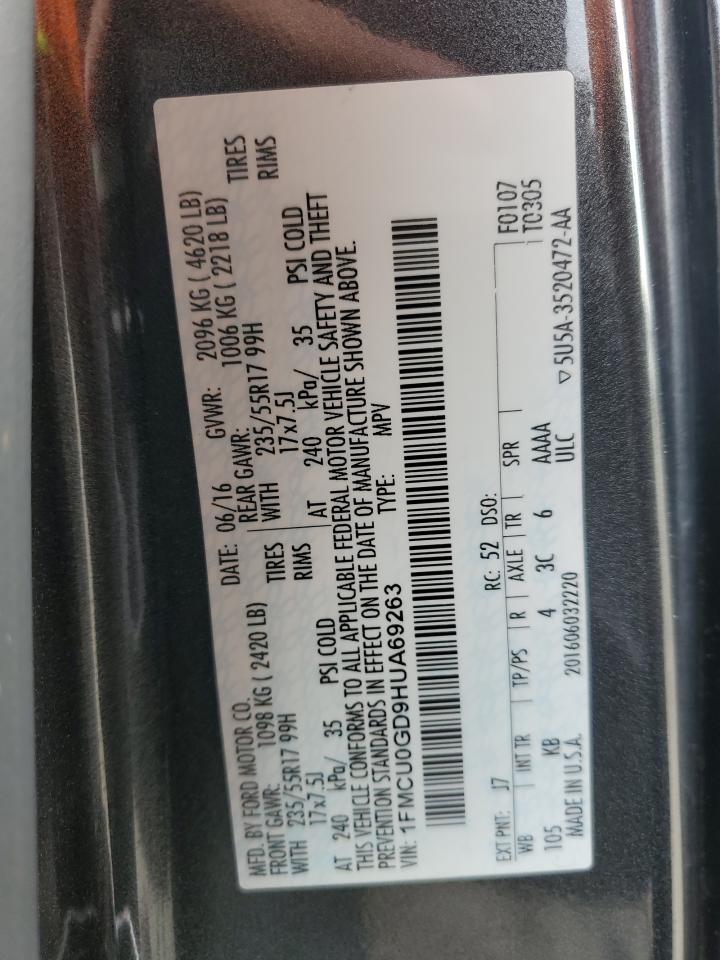 MFD. BY FORD MOTOR CO.
DATE: 06/16 GVWR: 2096 KG ( 4620 LB)
FRONT GAWR: 1098 KG ( 2420 LB)
REAR GAWR: 1006 KG ( 2218 LB)
WITH 235/55R17 99H TIRES
WITH 235/55R17 99H TIRES
17x7.5J RIMS
17x7.5J RIMS
AT 240 kPa/ 35 PSI COLD
AT 240 kPa/ 35 PSI COLD
THIS VEHICLE CONFORMS TO ALL APPLICABLE FEDERAL MOTOR VEHICLE SAFETY AND THEFT
PREVENTION STANDARDS IN EFFECT ON THE DATE OF MANUFACTURE SHOWN ABOVE.
VIN: 1FMCU0GD9HUA69263 TYPE: MPV
EXT PNT: J7 RC: 52 DSO:
WB INT TR TP/PS R AXLE TR SPR
F0107
T0305
105 KB 4 3C 6 AAAA
ULC
MADE IN U.S.A. 201606032220
▽ 5U5A-3520472-AA